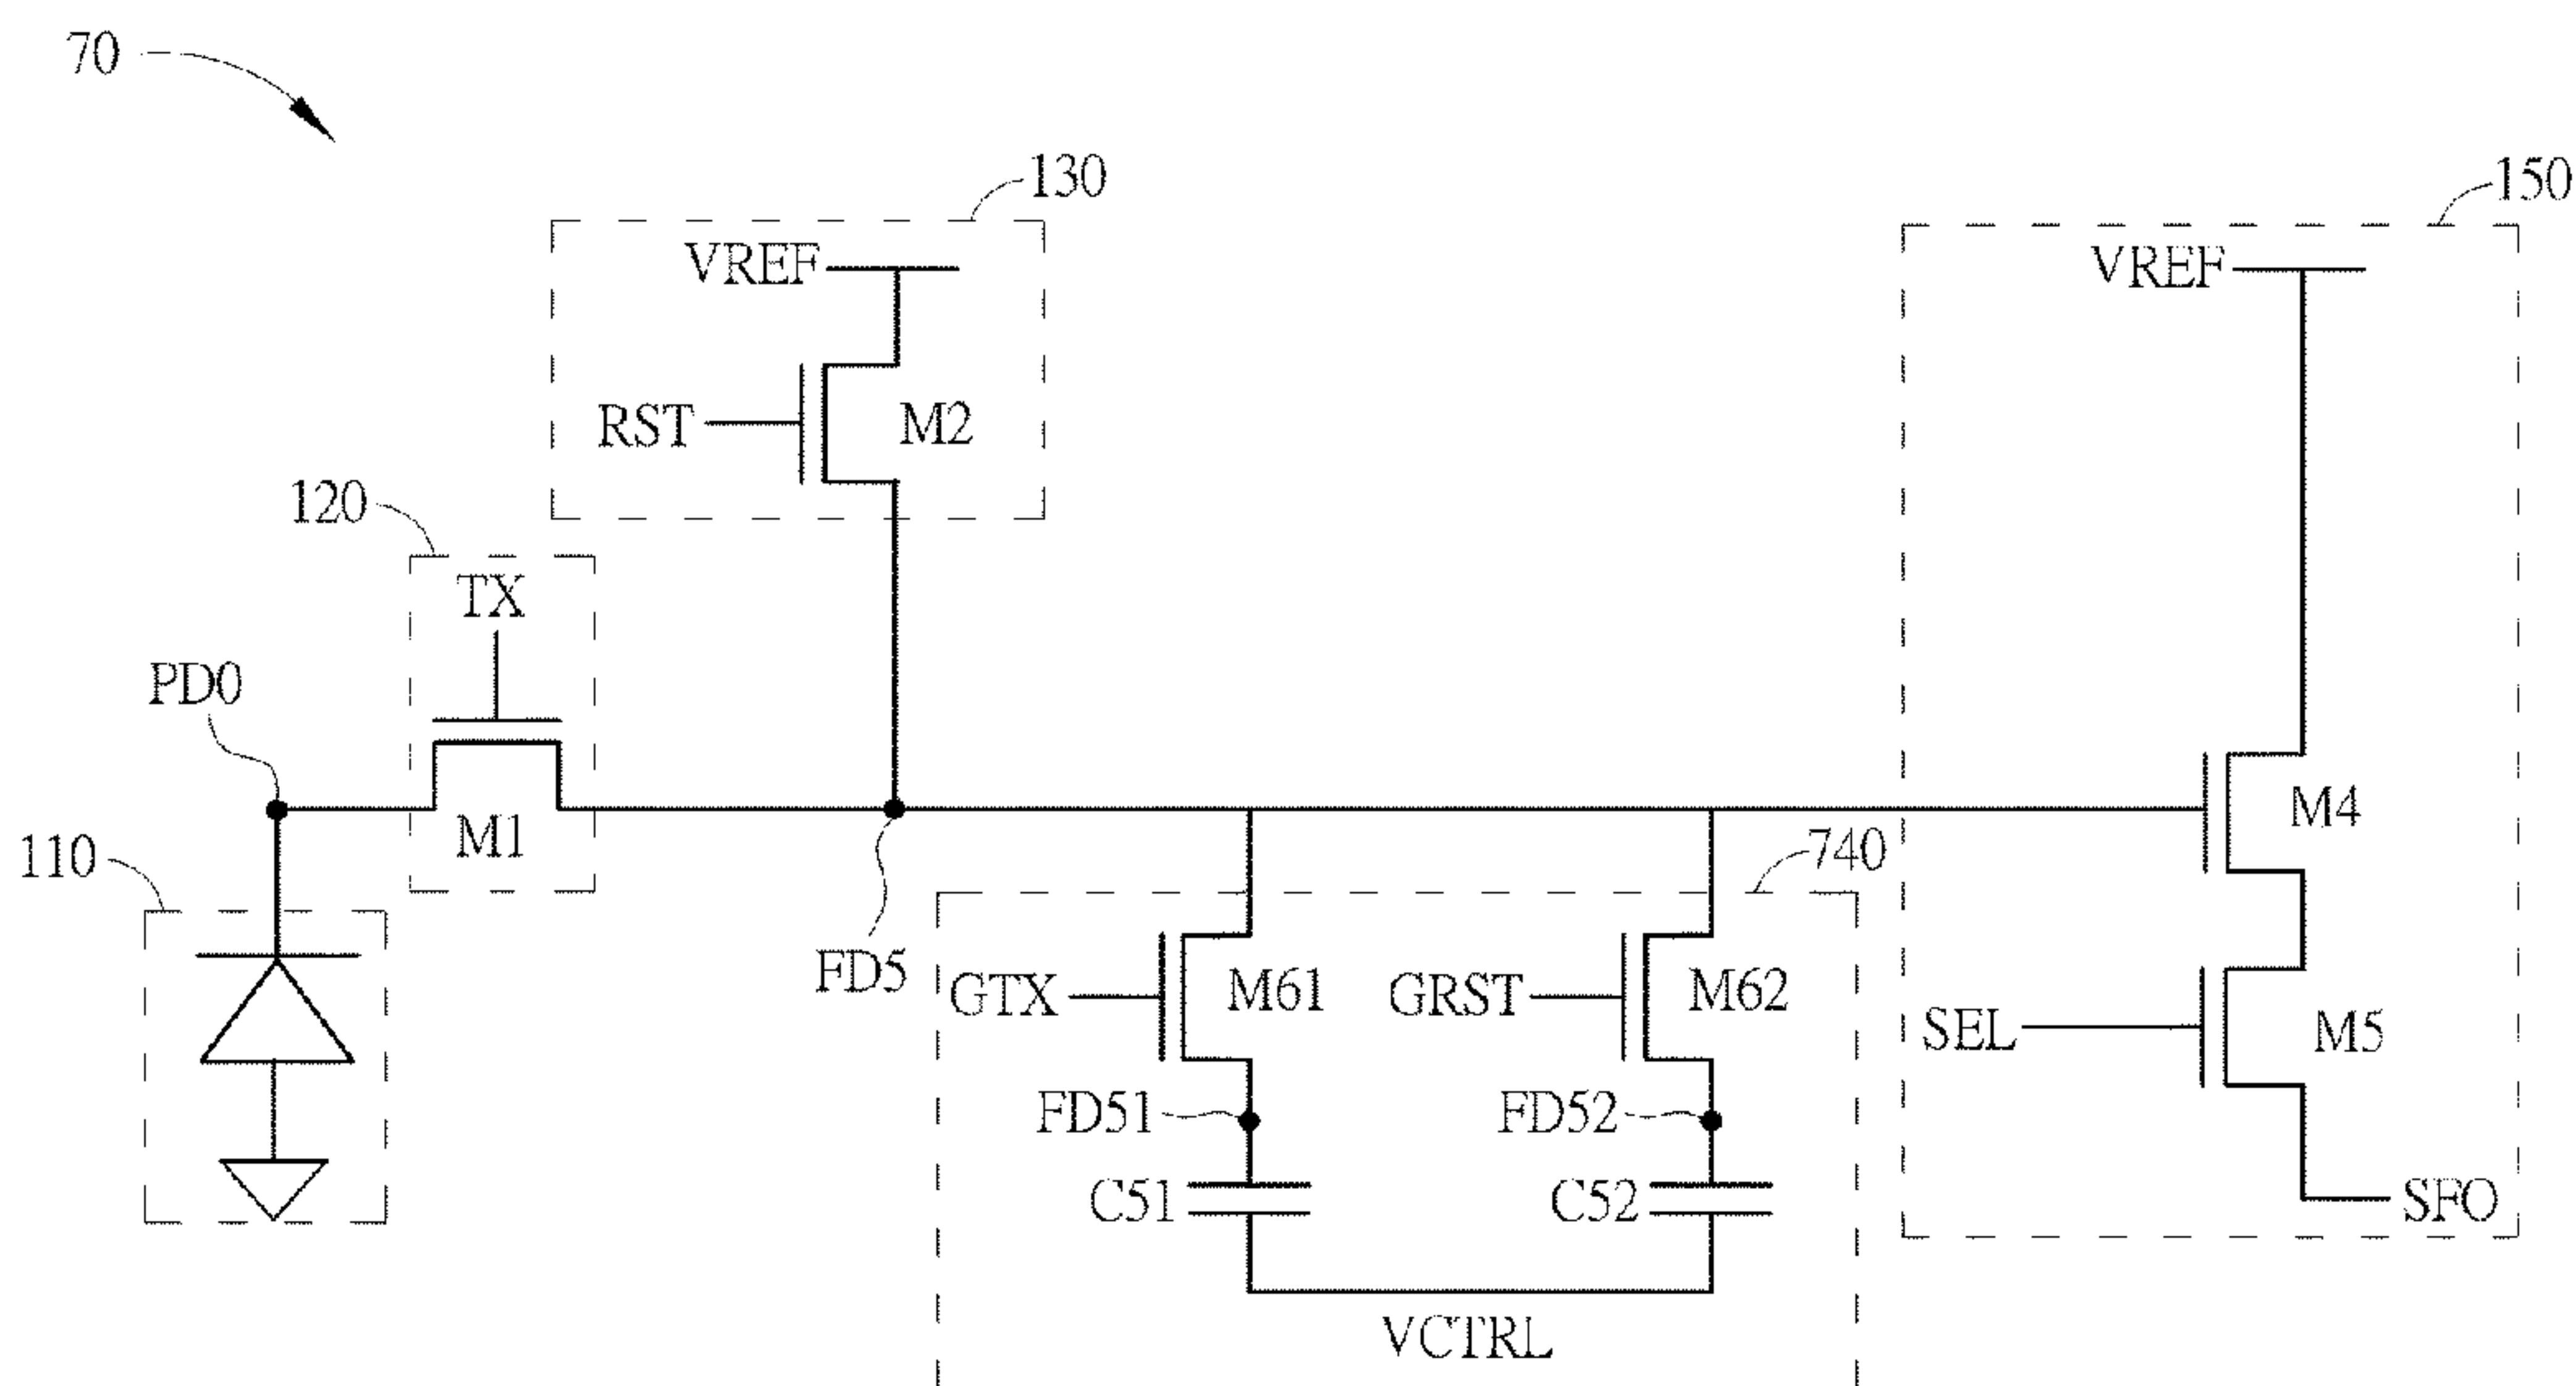 70
130
150
VREF
VREF
RST
M2
120
TX
PD0
M1
M4
110
740
FD5
GTX
M61
GRST
M62
SEL
M5
FD51
FD52
C51
C52
SFO
VCTRL